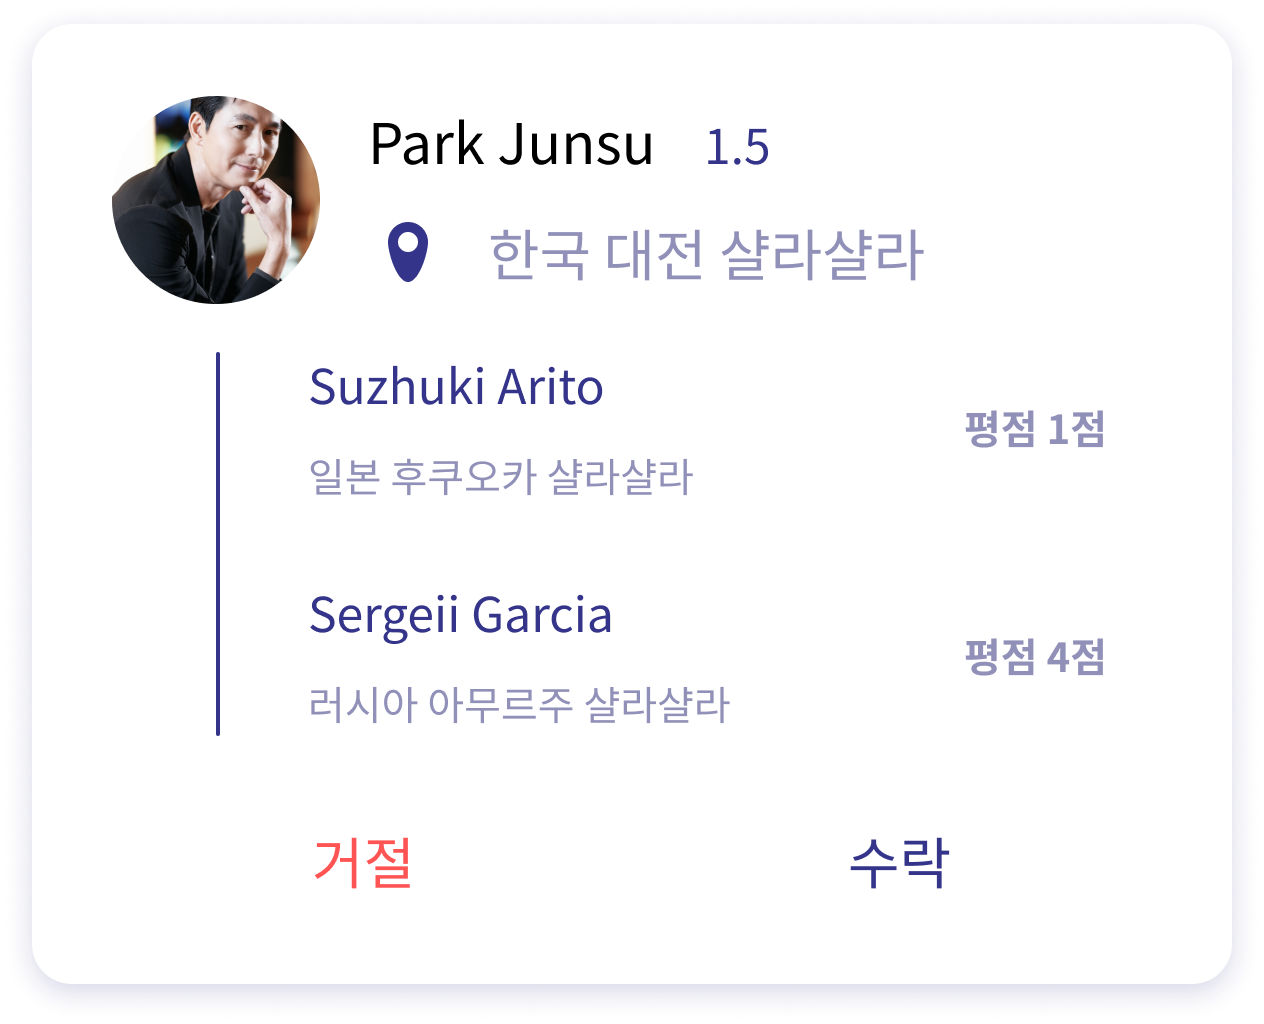 Park Junsu 1.5
한국 대전 샬라샬라
Suzhuki Arito
평점 1점
일본 후쿠오카 샬라샬라
Sergeii Garcia
평점 4점
러시아 아무르주 샬라샬라
거절 수락